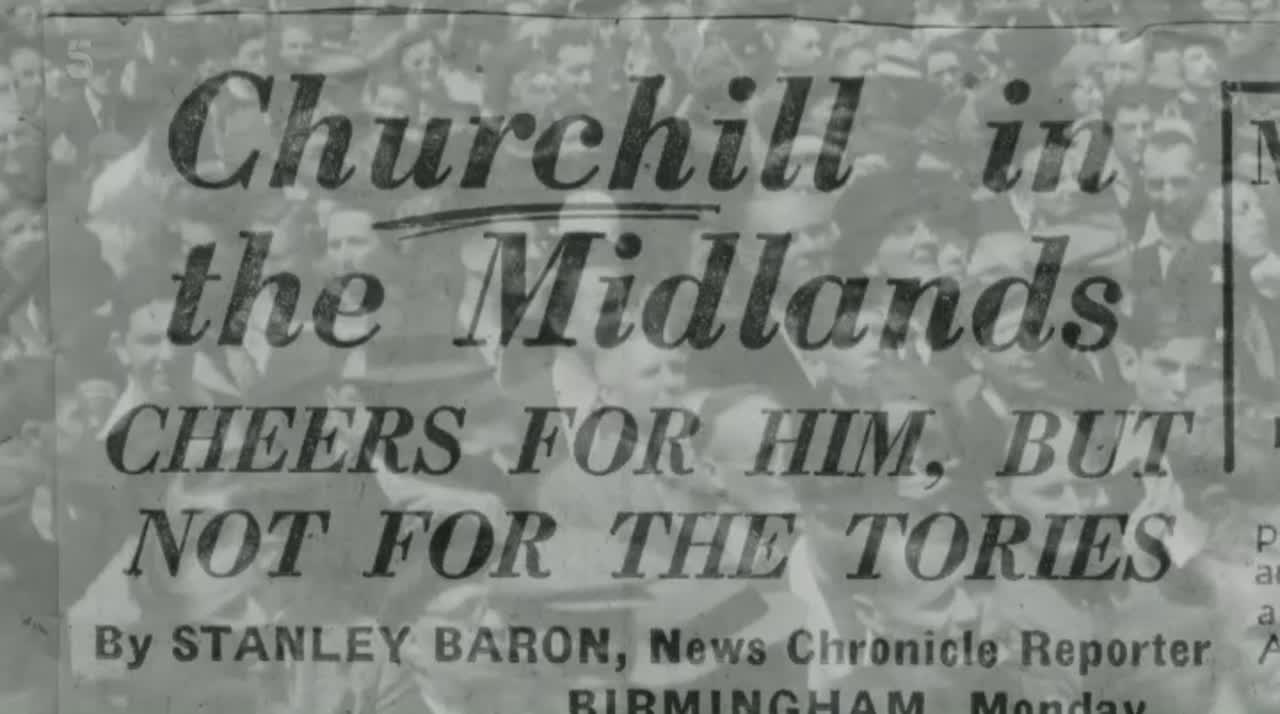 5
Churchill in
the Midlands
CHEERS FOR HIM, BUT
NOT FOR THE TORIES
By STANLEY BARON, News Chronicle Reporter
BIRMINGHAM, Monday.